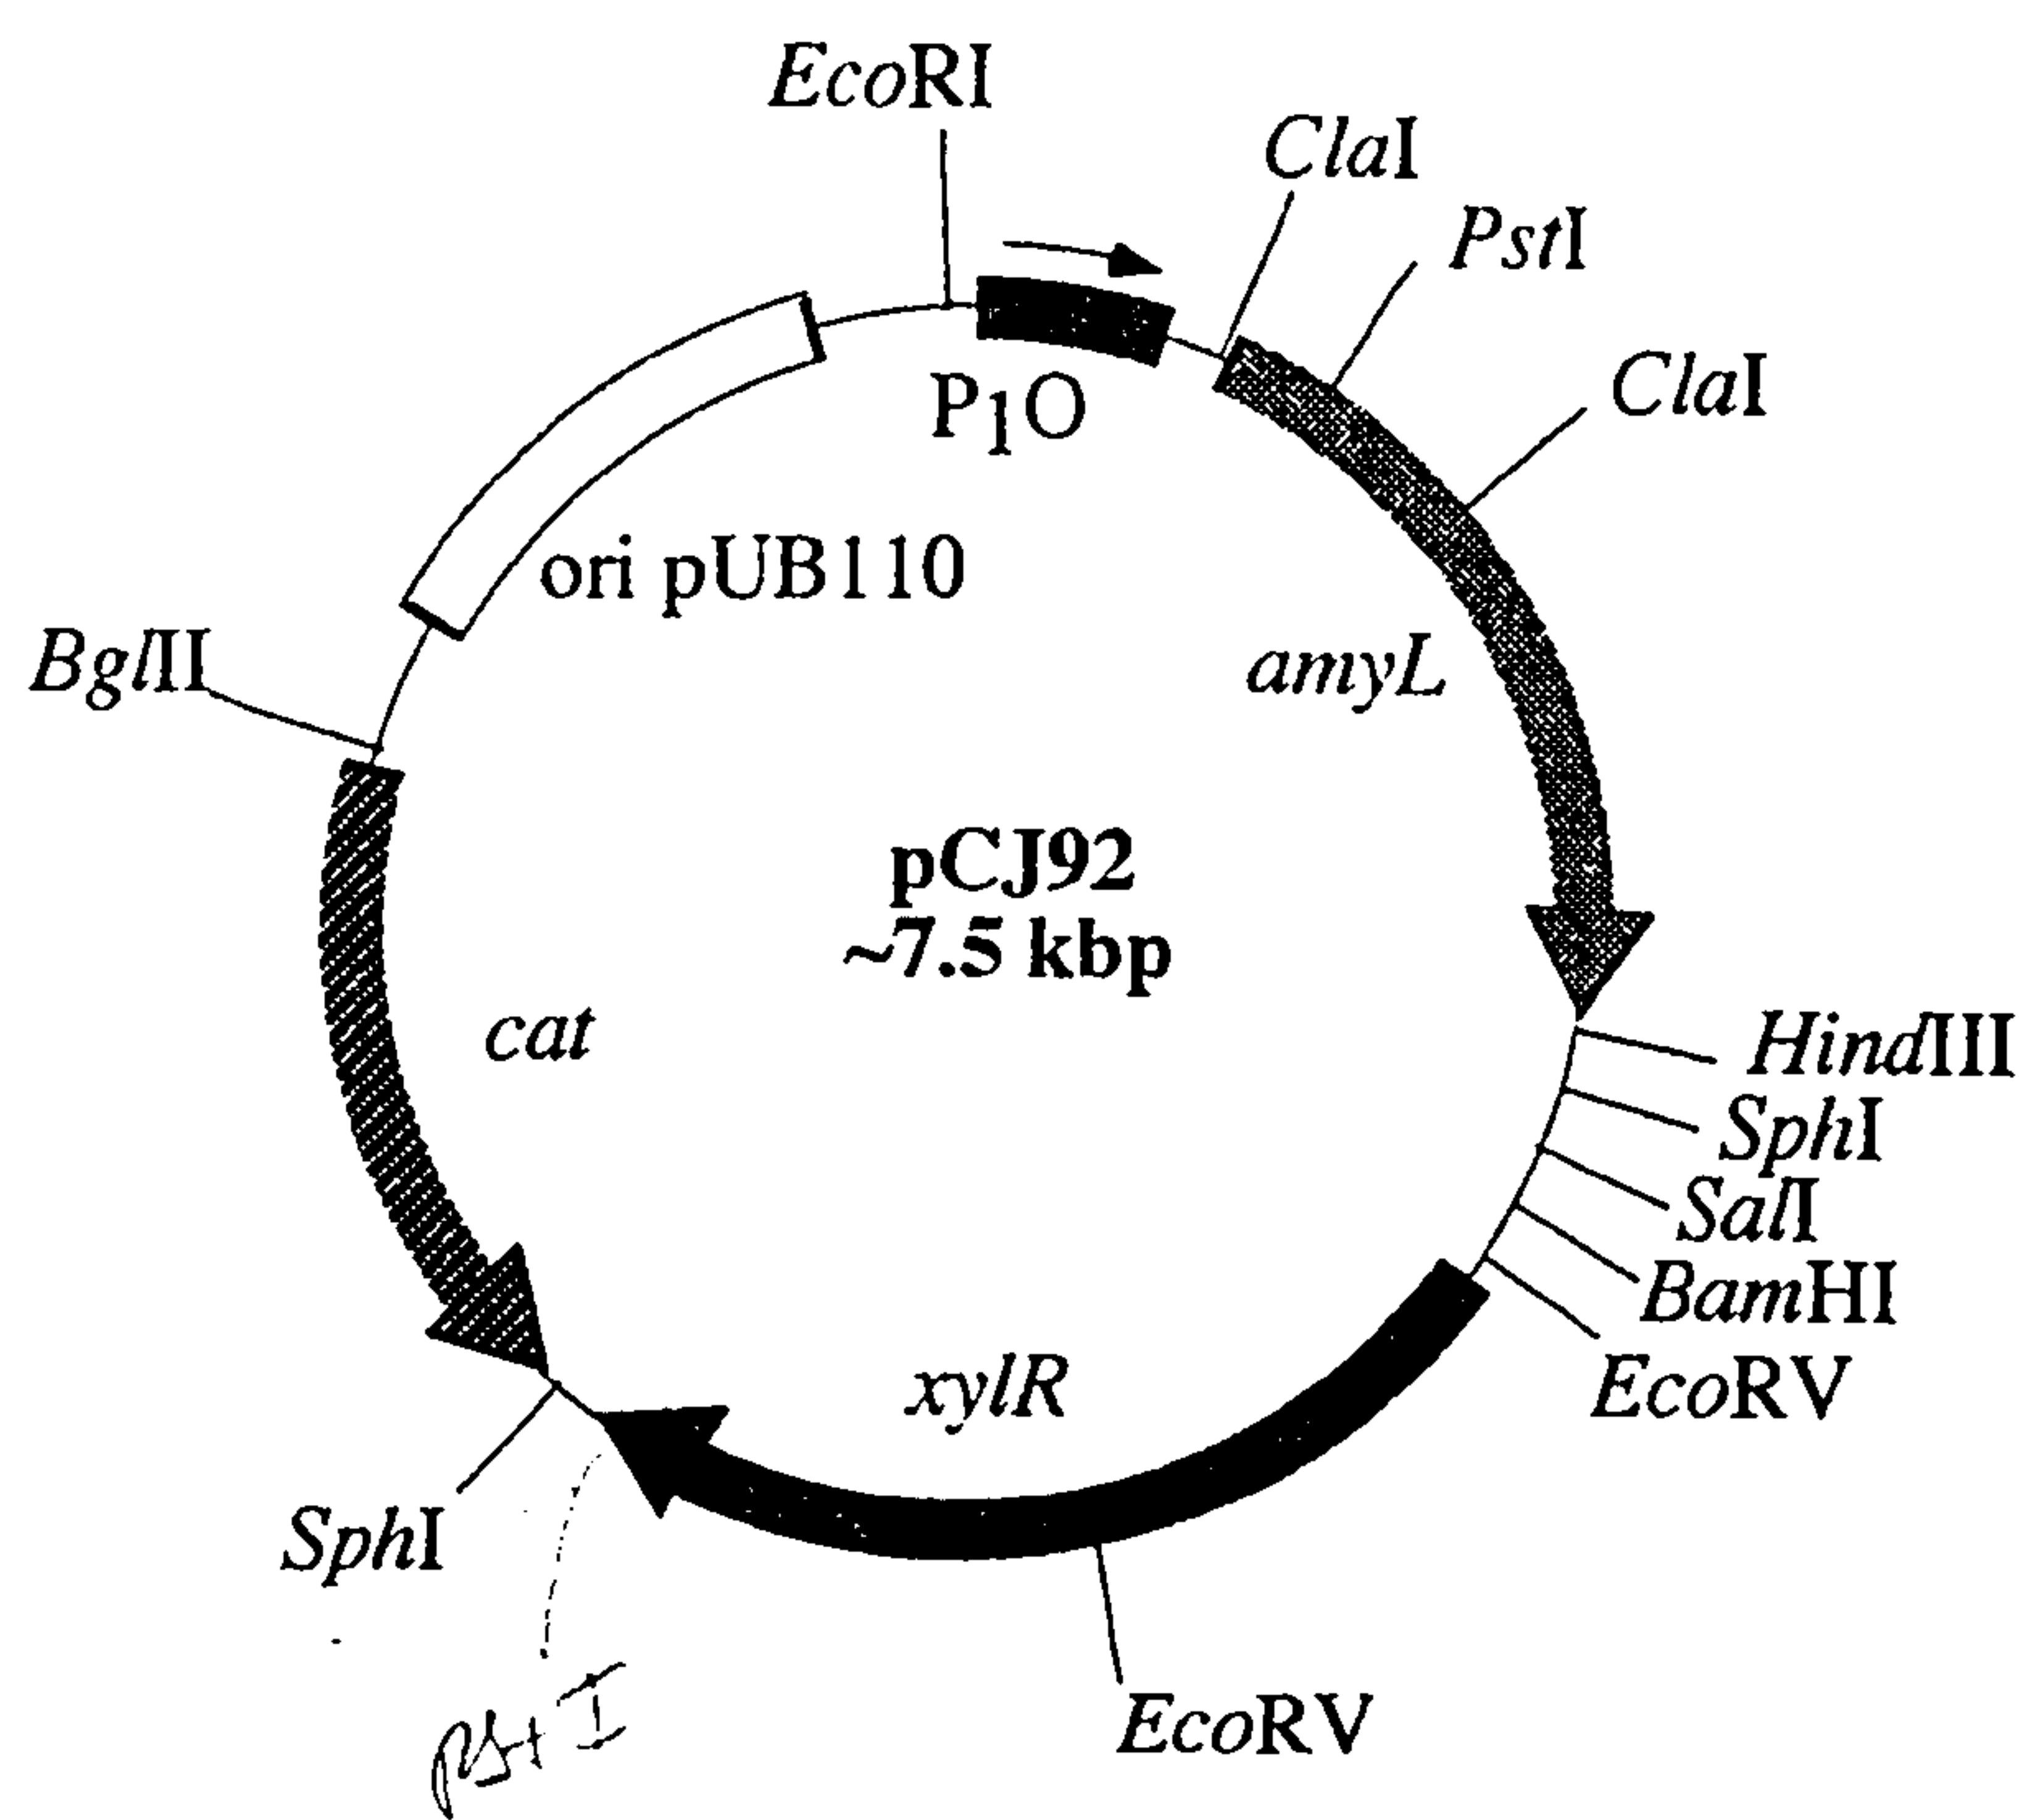 EcoRI
ClaI
PstI
ClaI
P1O
ori pUB110
BglII
amyL
pCJ92
~7.5 kbp
cat
HindIII
SphI
SalI
BamHI
EcoRV
xylR
SphI
EcoRV
Pst I